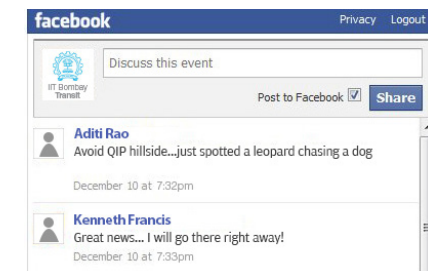 facebook
Privacy Logout
Discuss this event
IIT Bombay
Transit
Post to Facebook
Share
Aditi Rao
Avoid QIP hillside...just spotted a leopard chasing a dog
December 10 at 7:32pm
Kenneth Francis
Great news... I will go there right away!
December 10 at 7:33pm